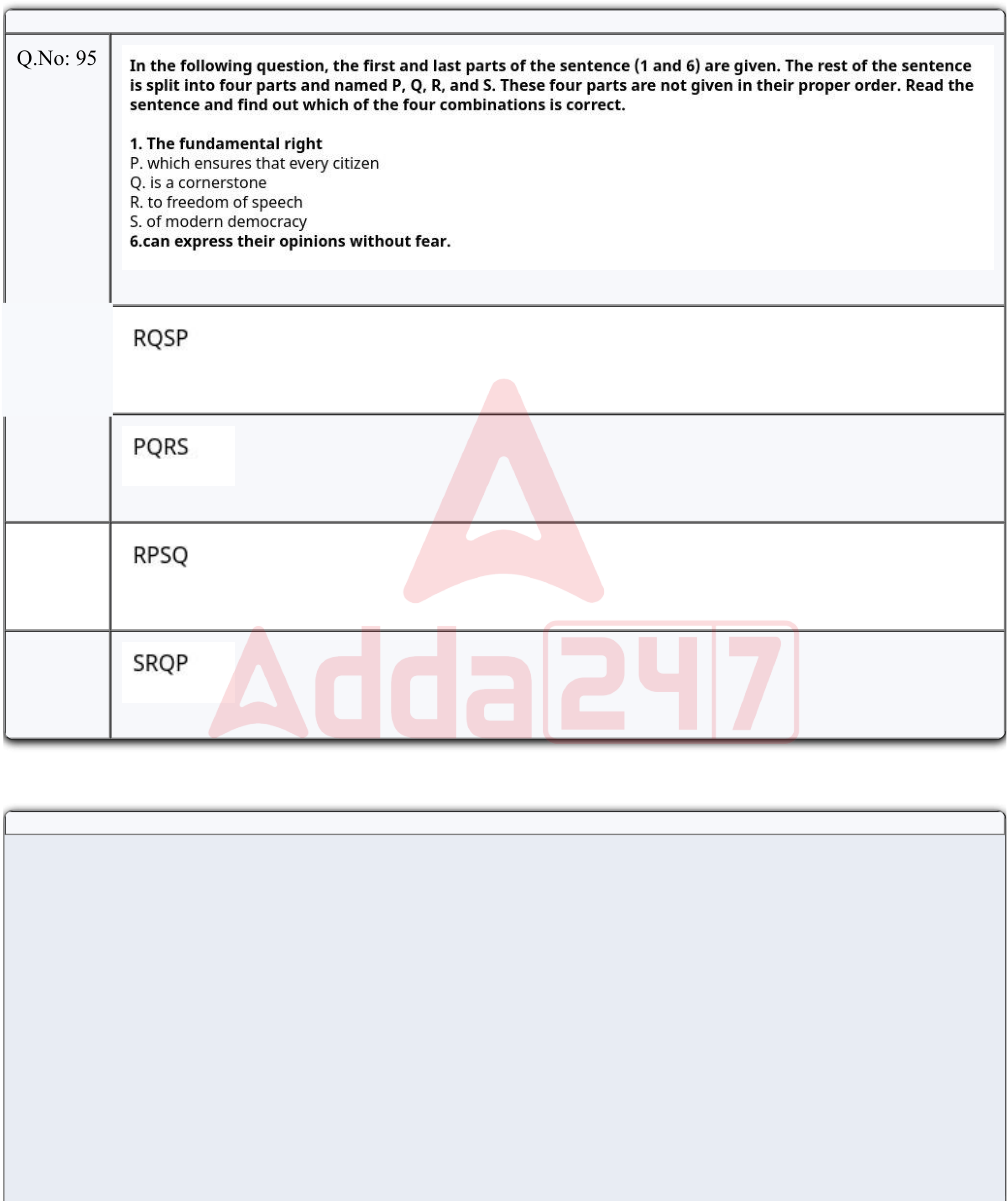 Q.No: 95
In the following question, the first and last parts of the sentence (1 and 6) are given. The rest of the sentence
is split into four parts and named P, Q, R, and S. These four parts are not given in their proper order. Read the
sentence and find out which of the four combinations is correct.
1. The fundamental right
P. which ensures that every citizen
Q. is a cornerstone
R. to freedom of speech
S. of modern democracy
6.can express their opinions without fear.
RQSP
PQRS
RPSQ
SRQP
Adda247